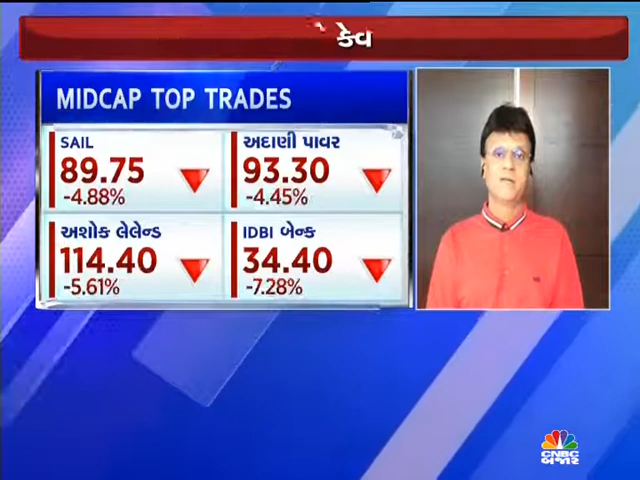 કેવ
MIDCAP TOP TRADES
SAIL
89.75
-4.88%
અદાણી પાવર
93.30
-4.45%
અશોક લેલેન્ડ
114.40
-5.61%
IDBI બેન્ક
34.40
-7.28%
CNBC
બજાર